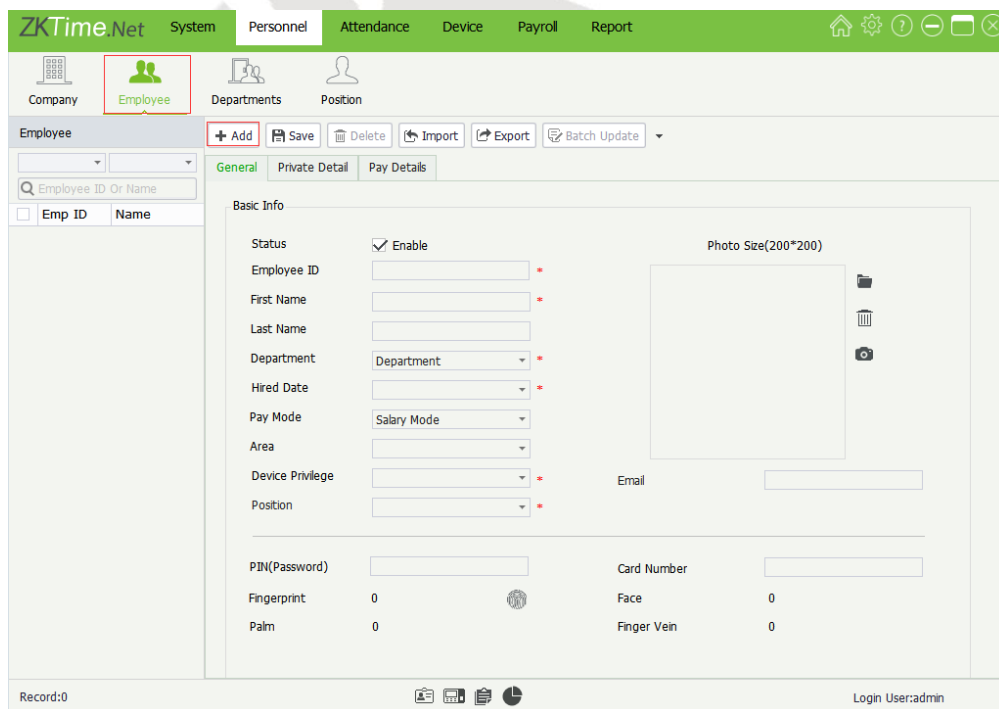 ZKTime.Net System Personnel Attendance Device Payroll Report
Company Employee Departments Position
Employee
Add Save Delete Import Export Batch Update
General Private Detail Pay Details
Employee ID Or Name
Emp ID Name
Basic Info
Status Enable Photo Size(200*200)
Employee ID *
First Name *
Last Name
Department Department *
Hired Date *
Pay Mode Salary Mode
Area
Device Privilege * Email
Position *
PIN(Password) Card Number
Fingerprint 0 Face 0
Palm 0 Finger Vein 0
Record:0 Login User:admin